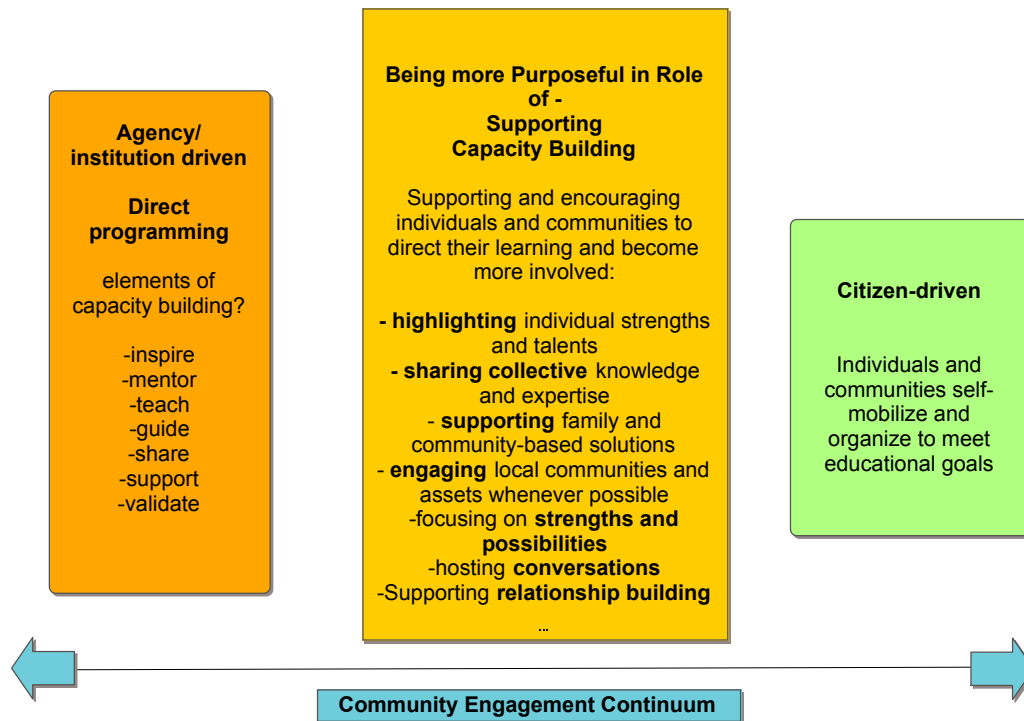 Agency/
institution driven
Direct
programming
elements of
capacity building?
-inspire
-mentor
-teach
-guide
-share
-support
-validate
Being more Purposeful in Role
of -
Supporting
Capacity Building
Supporting and encouraging
individuals and communities to
direct their learning and become
more involved:
- highlighting individual strengths
and talents
- sharing collective knowledge
and expertise
- supporting family and
community-based solutions
- engaging local communities and
assets whenever possible
-focusing on strengths and
possibilities
-hosting conversations
-Supporting relationship building
...
Citizen-driven
Individuals and
communities self-
mobilize and
organize to meet
educational goals
Community Engagement Continuum